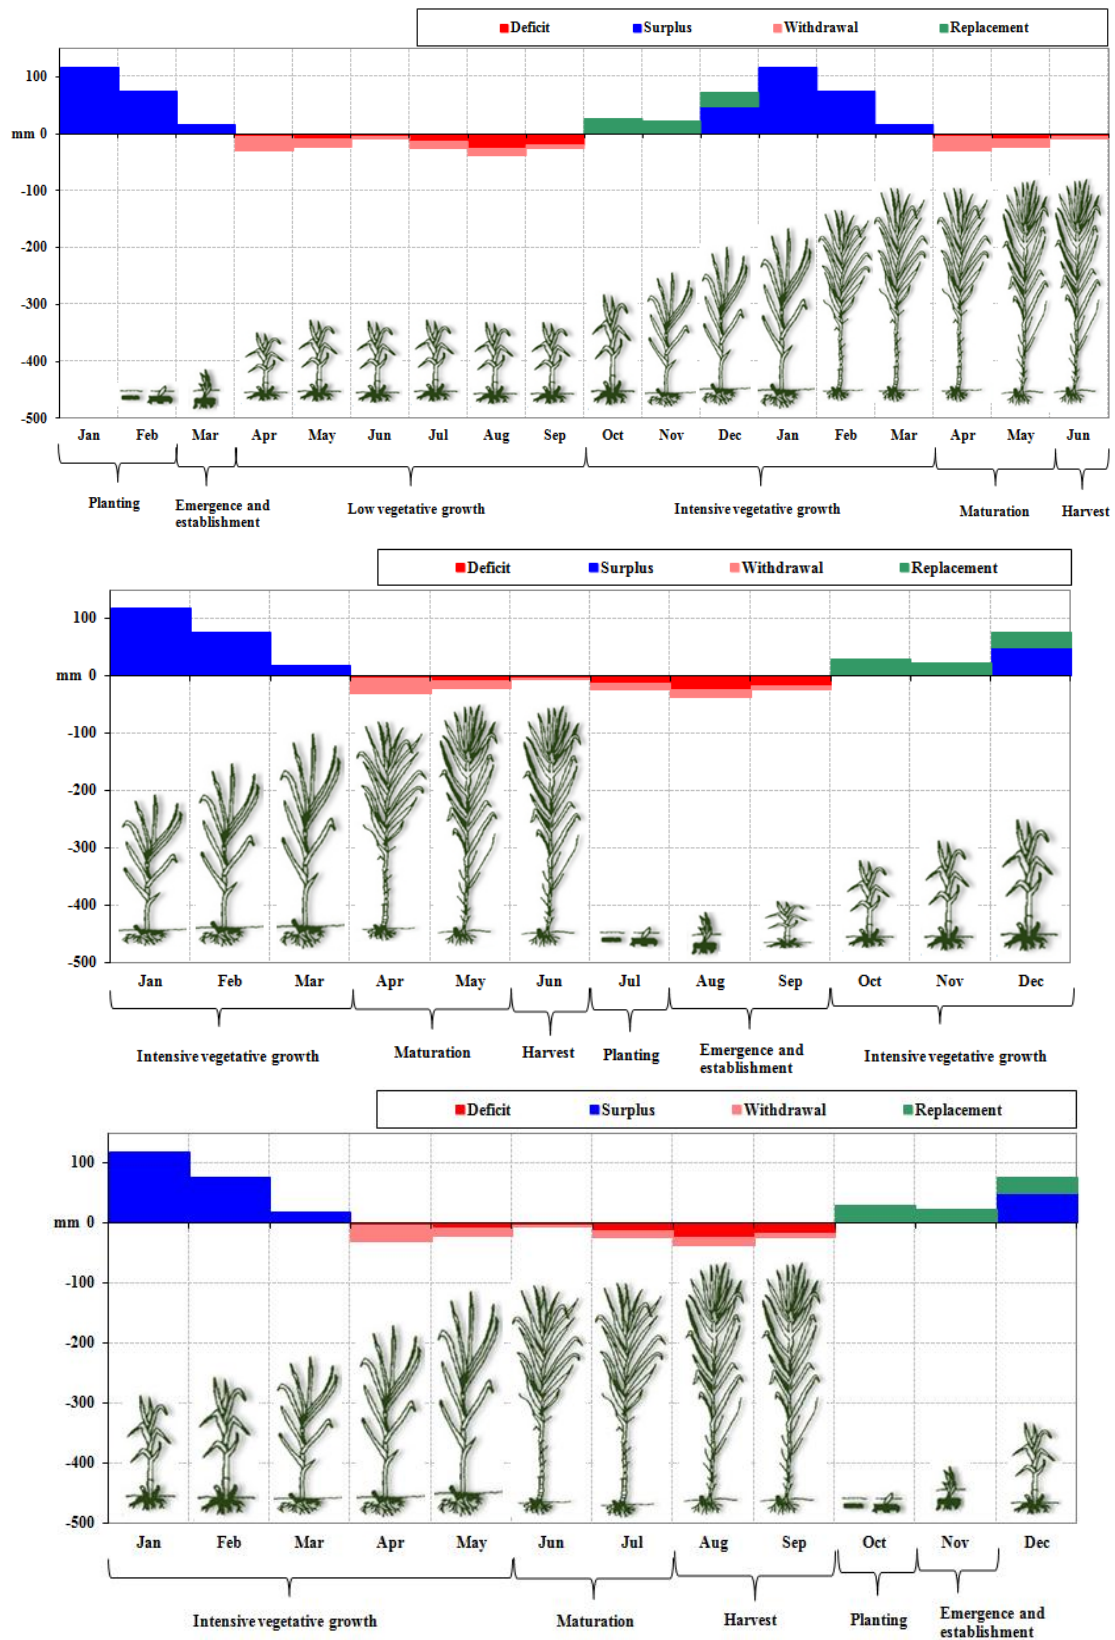 Deficit Surplus Withdrawal Replacement
100
mm 0
-100
-200
-300
-400
-500
Jan Feb Mar Apr May Jun Jul Aug Sep Oct Nov Dec Jan Feb Mar Apr May Jun
Planting
Emergence and
establishment
Low vegetative growth
Intensive vegetative growth
Maturation
Harvest
Deficit Surplus Withdrawal Replacement
100
mm 0
-100
-200
-300
-400
-500
Jan Feb Mar Apr May Jun Jul Aug Sep Oct Nov Dec
Intensive vegetative growth
Maturation
Harvest
Planting
Emergence and
establishment
Intensive vegetative growth
Deficit Surplus Withdrawal Replacement
100
mm 0
-100
-200
-300
-400
-500
Jan Feb Mar Apr May Jun Jul Aug Sep Oct Nov Dec
Intensive vegetative growth
Maturation
Harvest
Planting
Emergence and
establishment